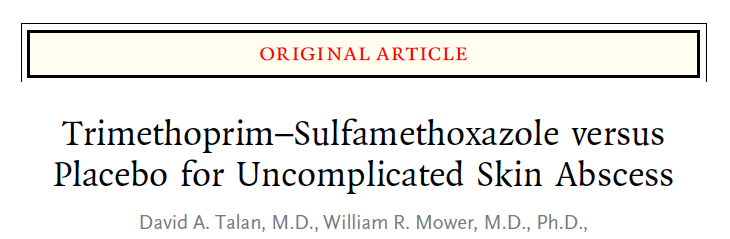 ORIGINAL ARTICLE
Trimethoprim–Sulfamethoxazole versus
Placebo for Uncomplicated Skin Abscess
David A. Talan, M.D., William R. Mower, M.D., Ph.D.,